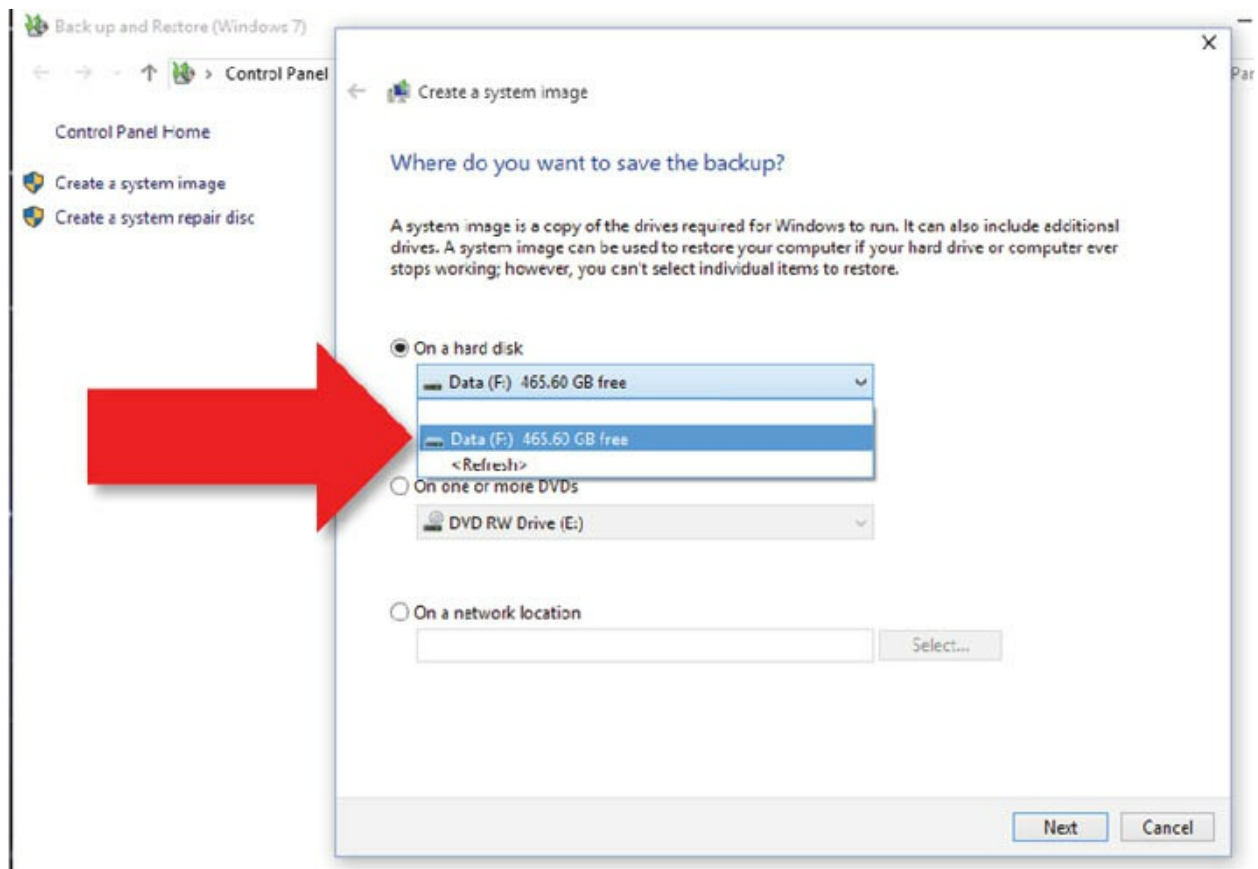 Back up and Restore (Windows 7)
Control Panel
Par
Control Panel Home
Create a system image
Create a system repair disc
Create a system image
Where do you want to save the backup?
A system image is a copy of the drives required for Windows to run. It can also include additional
drives. A system image can be used to restore your computer if your hard drive or computer ever
stops working; however, you can't select individual items to restore.
On a hard disk
Data (F:) 465.60 GB free
Data (F:) 465.60 GB free
<Refresh>
On one or more DVDs
DVD RW Drive (E:)
On a network location
Select...
Next
Cancel